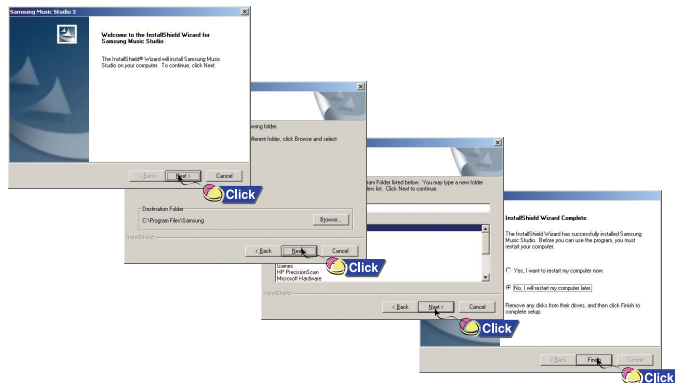 Samsung Music Studio 3
Welcome to the InstallShield Wizard for
Samsung Music Studio
The InstallShield® Wizard will install Samsung Music
Studio on your computer. To continue, click Next.
< Back
Next >
Cancel
Click
owing folder.
ifferent folder, click Browse and select
Destination Folder
C:\Program Files\Samsung
Browse...
InstallShield
< Back
Next
Cancel
Click
ram Folder listed below. You may type a new folder
lders list. Click Next to continue.
Games
HP PrecisionScan
Microsoft Hardware
InstallShield
< Back
Next >
Cancel
Click
InstallShield Wizard Complete
The InstallShield Wizard has successfully installed Samsung
Music Studio. Before you can use the program, you must
restart your computer.
Yes, I want to restart my computer now.
No, I will restart my computer later.
Remove any disks from their drives, and then click Finish to
complete setup.
< Back
Finish
Cancel
Click